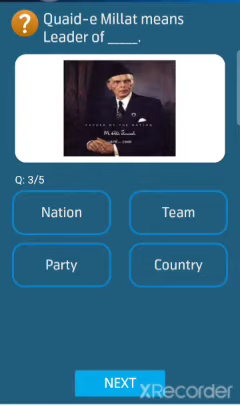 ?
Quaid-e Millat means
Leader of ____.
FATHER OF THE NATION
Q: 3/5
Nation
Team
Party
Country
NEXT
XRecorder